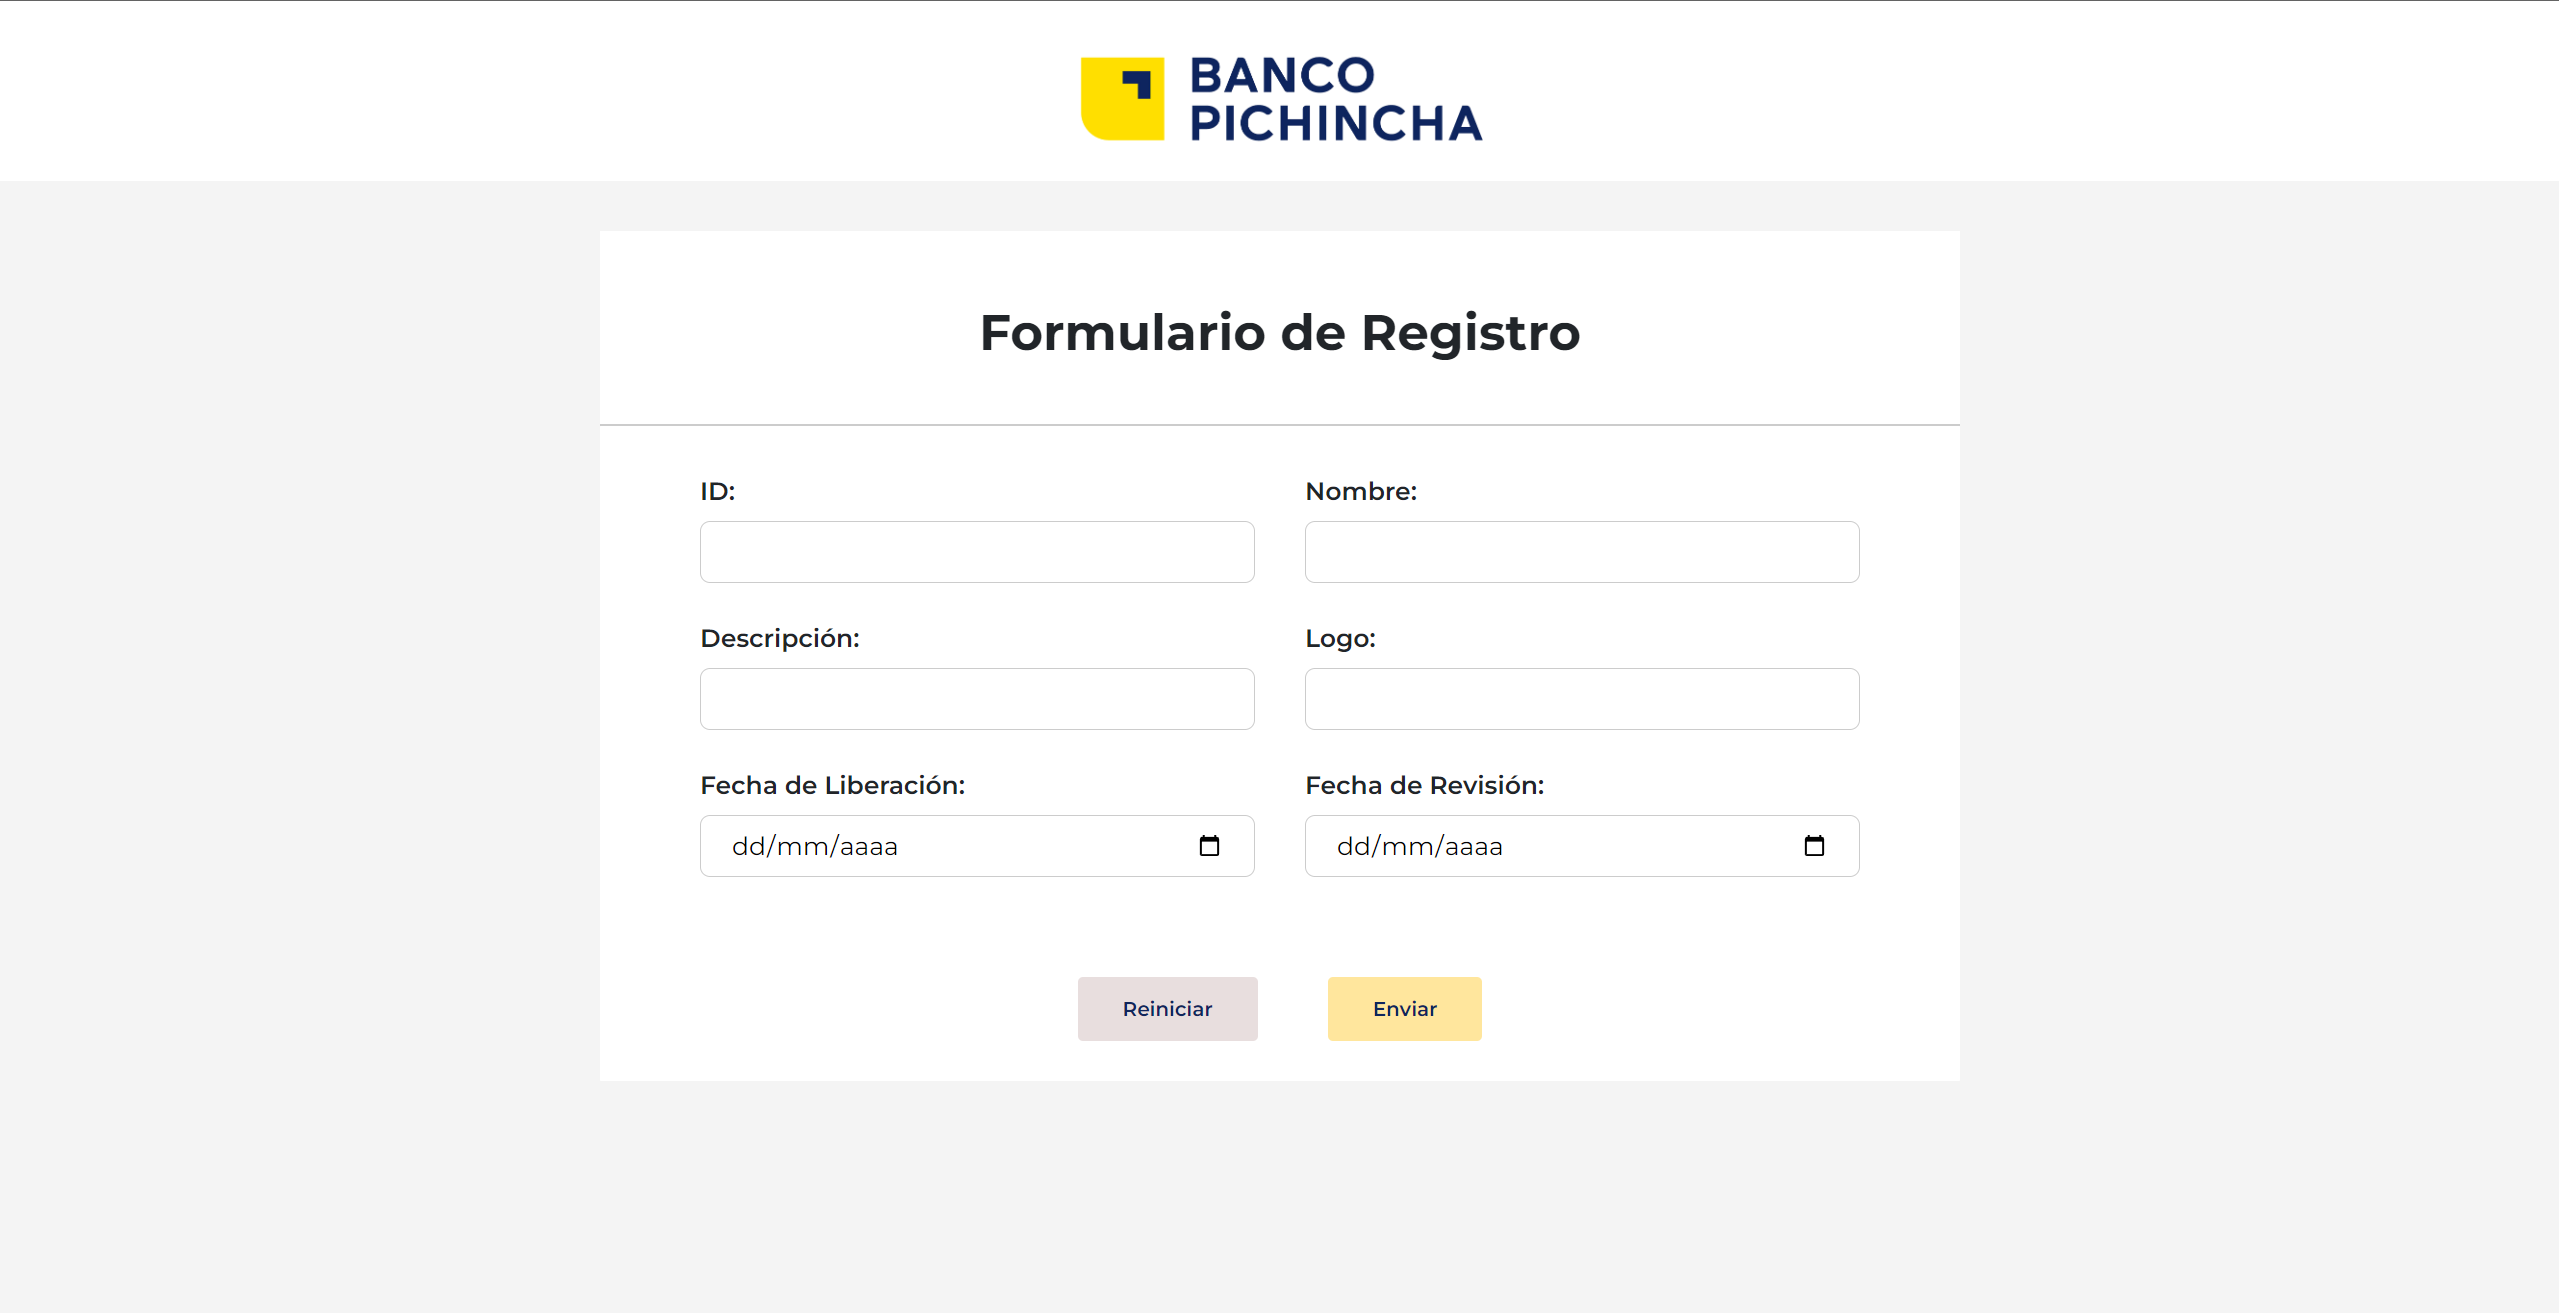 BANCO
PICHINCHA
Formulario de Registro
ID:
Nombre:
Descripción:
Logo:
Fecha de Liberación:
Fecha de Revisión:
dd/mm/aaaa
dd/mm/aaaa
Reiniciar
Enviar